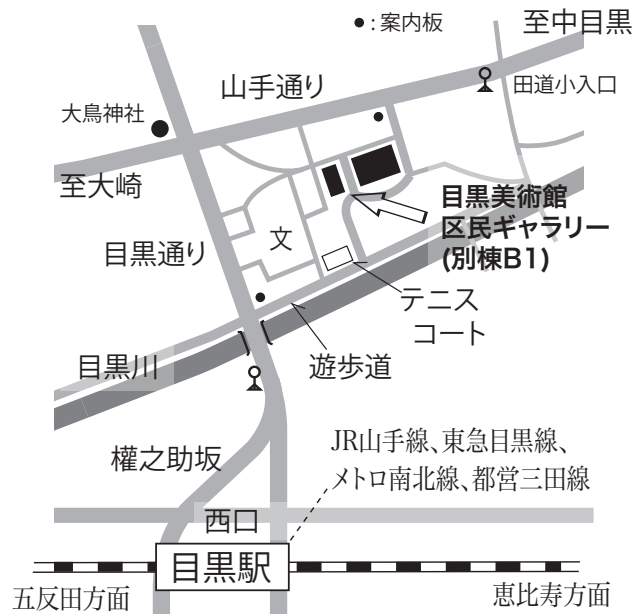 ●：案内板
至中目黒
山手通り
田道小入口
大鳥神社
至大崎
目黒美術館
区民ギャラリー
(別棟B1)
目黒通り
文
テニス
コート
目黒川
遊歩道
權之助坂
JR山手線、東急目黒線、
メトロ南北線、都営三田線
西口
目黒駅
五反田方面
恵比寿方面